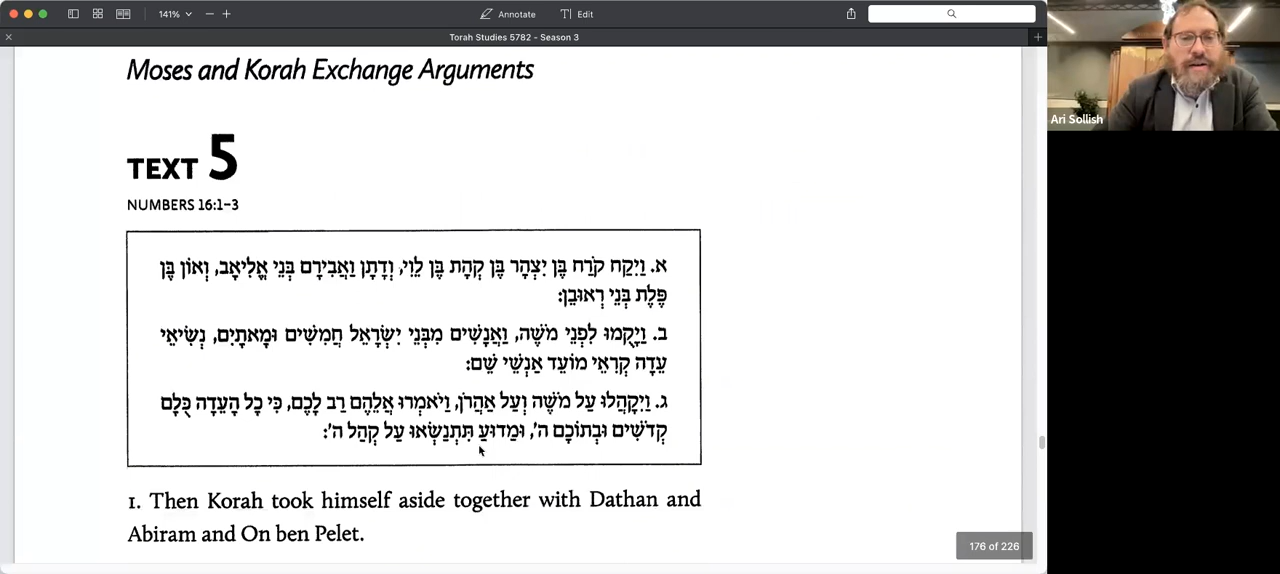 141%
Annotate
Edit
Torah Studies 5782 - Season 3
Moses and Korah Exchange Arguments
TEXT 5
NUMBERS 16:1–3
א. וַיִּקַּח קֹרַח בֶּן יִצְהָר בֶּן קְהָת בֶּן לֵוִי, וְדָתָן וַאֲבִירָם בְּנֵי אֱלִיאָב, וְאוֹן בֶּן
פֶּלֶת בְּנֵי רְאוּבֵן:
ב. וַיָּקֻמוּ לִפְנֵי מֹשֶׁה, וַאֲנָשִׁים מִבְּנֵי יִשְׂרָאֵל חֲמִשִּׁים וּמָאתָיִם, נְשִׂיאֵי
עֵדָה קְרִאֵי מוֹעֵד אַנְשֵׁי שֵׁם:
ג. וַיִּקָּהֲלוּ עַל מֹשֶׁה וְעַל אַהֲרֹן, וַיֹּאמְרוּ אֲלֵהֶם רַב לָכֶם, כִּי כָל הָעֵדָה כֻּלָּם
קְדֹשִׁים וּבְתוֹכָם ה', וּמַדּוּעַ תִּתְנַשְּׂאוּ עַל קְהַל ה':
1. Then Korah took himself aside together with Dathan and
Abiram and On ben Pelet.
176 of 226
Ari Sollish